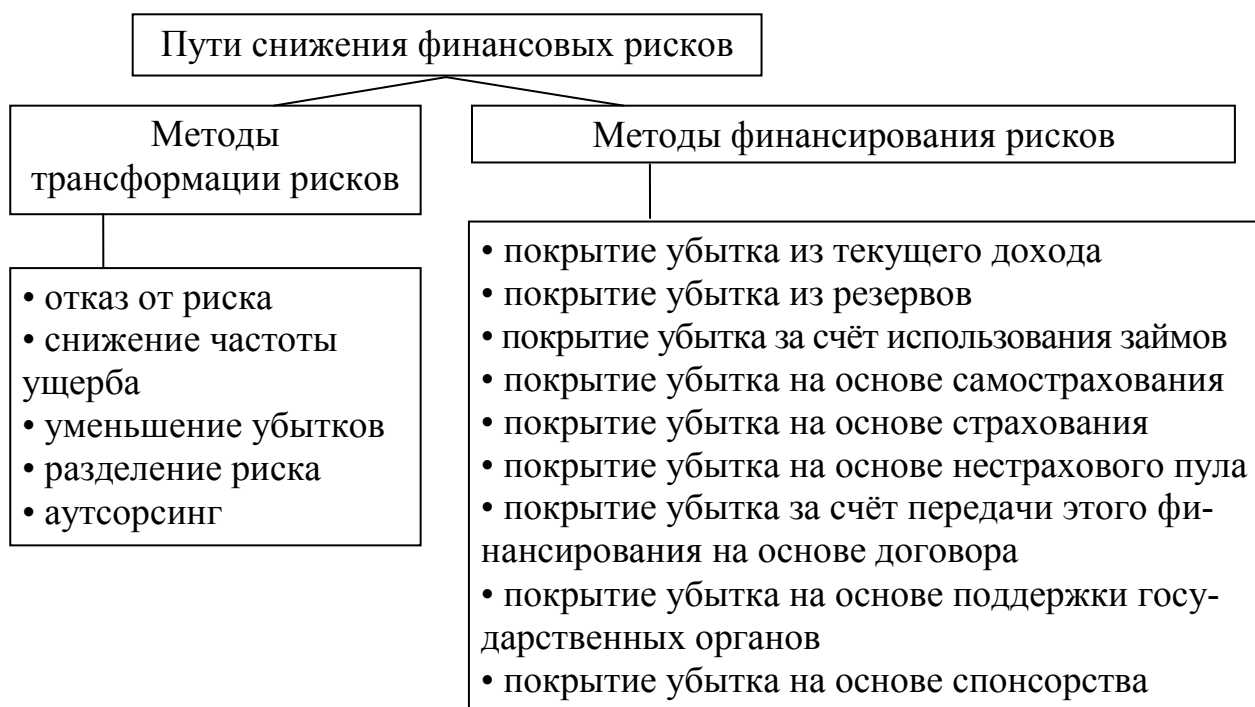 Пути снижения финансовых рисков
Методы
трансформации рисков
Методы финансирования рисков
• отказ от риска
• снижение частоты
ущерба
• уменьшение убытков
• разделение риска
• аутсорсинг
• покрытие убытка из текущего дохода
• покрытие убытка из резервов
• покрытие убытка за счёт использования займов
• покрытие убытка на основе самострахования
• покрытие убытка на основе страхования
• покрытие убытка на основе нестрахового пула
• покрытие убытка за счёт передачи этого фи-
нансирования на основе договора
• покрытие убытка на основе поддержки госу-
дарственных органов
• покрытие убытка на основе спонсорства